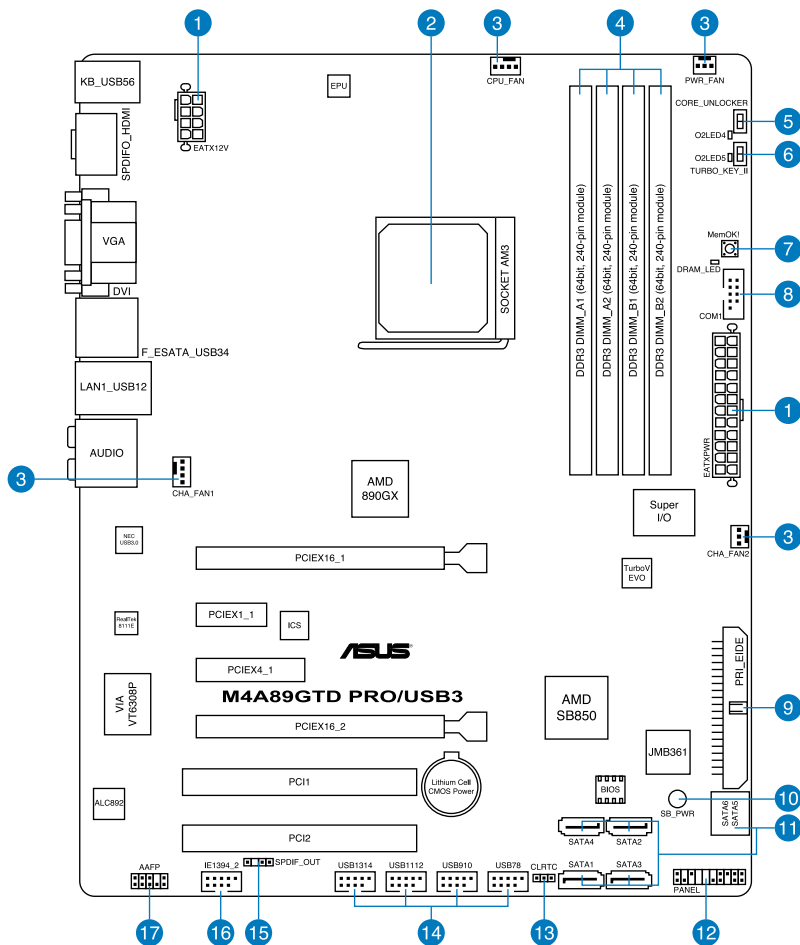 1
2
3
4
3
KB_USB56
CPU_FAN
PWR_FAN
EPU
SPDIFO_HDMI
EATX12V
CORE_UNLOCKER
5
O2LED4
6
O2LED5
TURBO_KEY_II
DDR3 DIMM_A1 (64bit, 240-pin module)
DDR3 DIMM_A2 (64bit, 240-pin module)
DDR3 DIMM_B1 (64bit, 240-pin module)
DDR3 DIMM_B2 (64bit, 240-pin module)
SOCKET AM3
VGA
DVI
MemOK!
7
DRAM_LED
8
COM1
F_ESATA_USB34
LAN1_USB12
1
EATXPWR
AUDIO
3
CHA_FAN1
AMD
890GX
Super
I/O
3
CHA_FAN2
NEC
USB3.0
PCIEX16_1
TurboV
EVO
RealTek
8111E
PCIEX1_1
ICS
ASUS
PCIEX4_1
M4A89GTD PRO/USB3
PRI_EIDE
VIA
VT6308P
PCIEX16_2
AMD
SB850
9
JMB361
PCI1
Lithium Cell
CMOS Power
BIOS
ALC892
10
SB_PWR
SATA6
SATA5
11
PCI2
SATA4
SATA2
AAFP
IE1394_2
SPDIF_OUT
USB1314
USB1112
USB910
USB78
CLRTC
SATA1
SATA3
PANEL
17
16
15
14
13
12